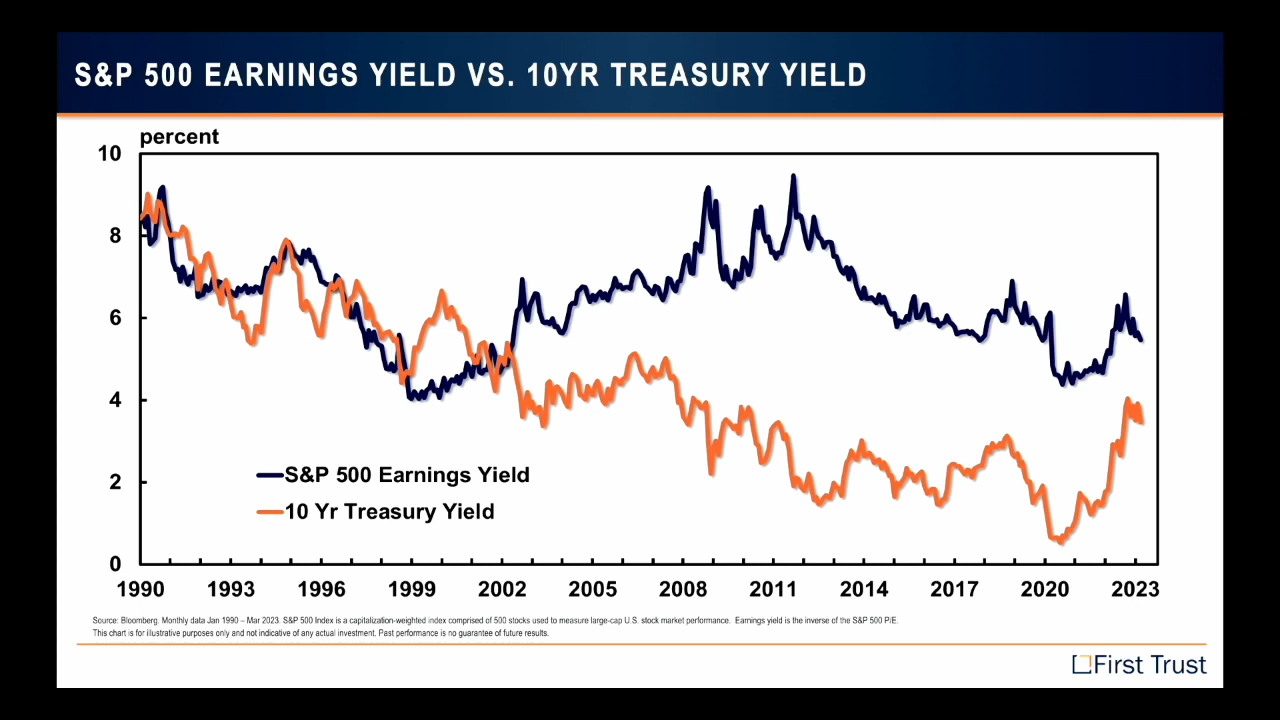 S&P 500 EARNINGS YIELD VS. 10YR TREASURY YIELD
percent
10
8
6
4
2
0
S&P 500 Earnings Yield
10 Yr Treasury Yield
1990 1993 1996 1999 2002 2005 2008 2011 2014 2017 2020 2023
Source: Bloomberg. Monthly data Jan 1990 – Mar 2023. S&P 500 Index is a capitalization-weighted index comprised of 500 stocks used to measure large-cap U.S. stock market performance. Earnings yield is the inverse of the S&P 500 P/E.
This chart is for illustrative purposes only and not indicative of any actual investment. Past performance is no guarantee of future results.
First Trust